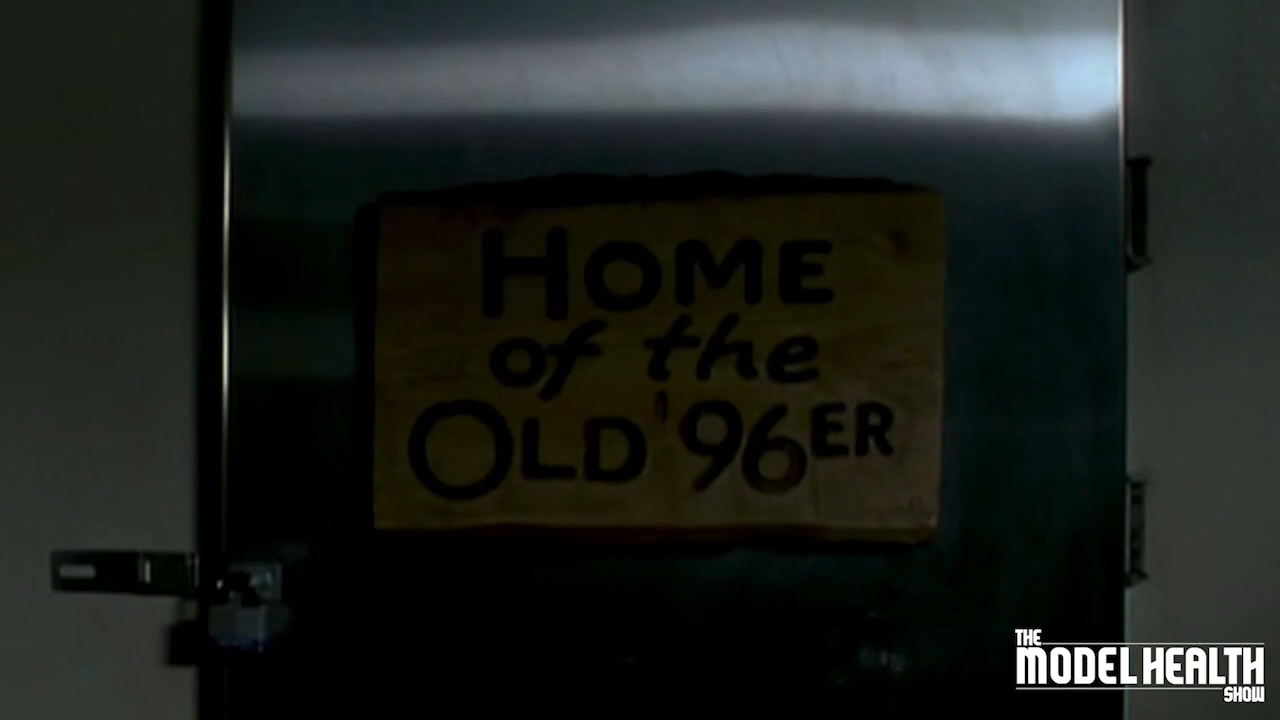 HOME
of the
OLD '96ER
THE
MODEL HEALTH
SHOW